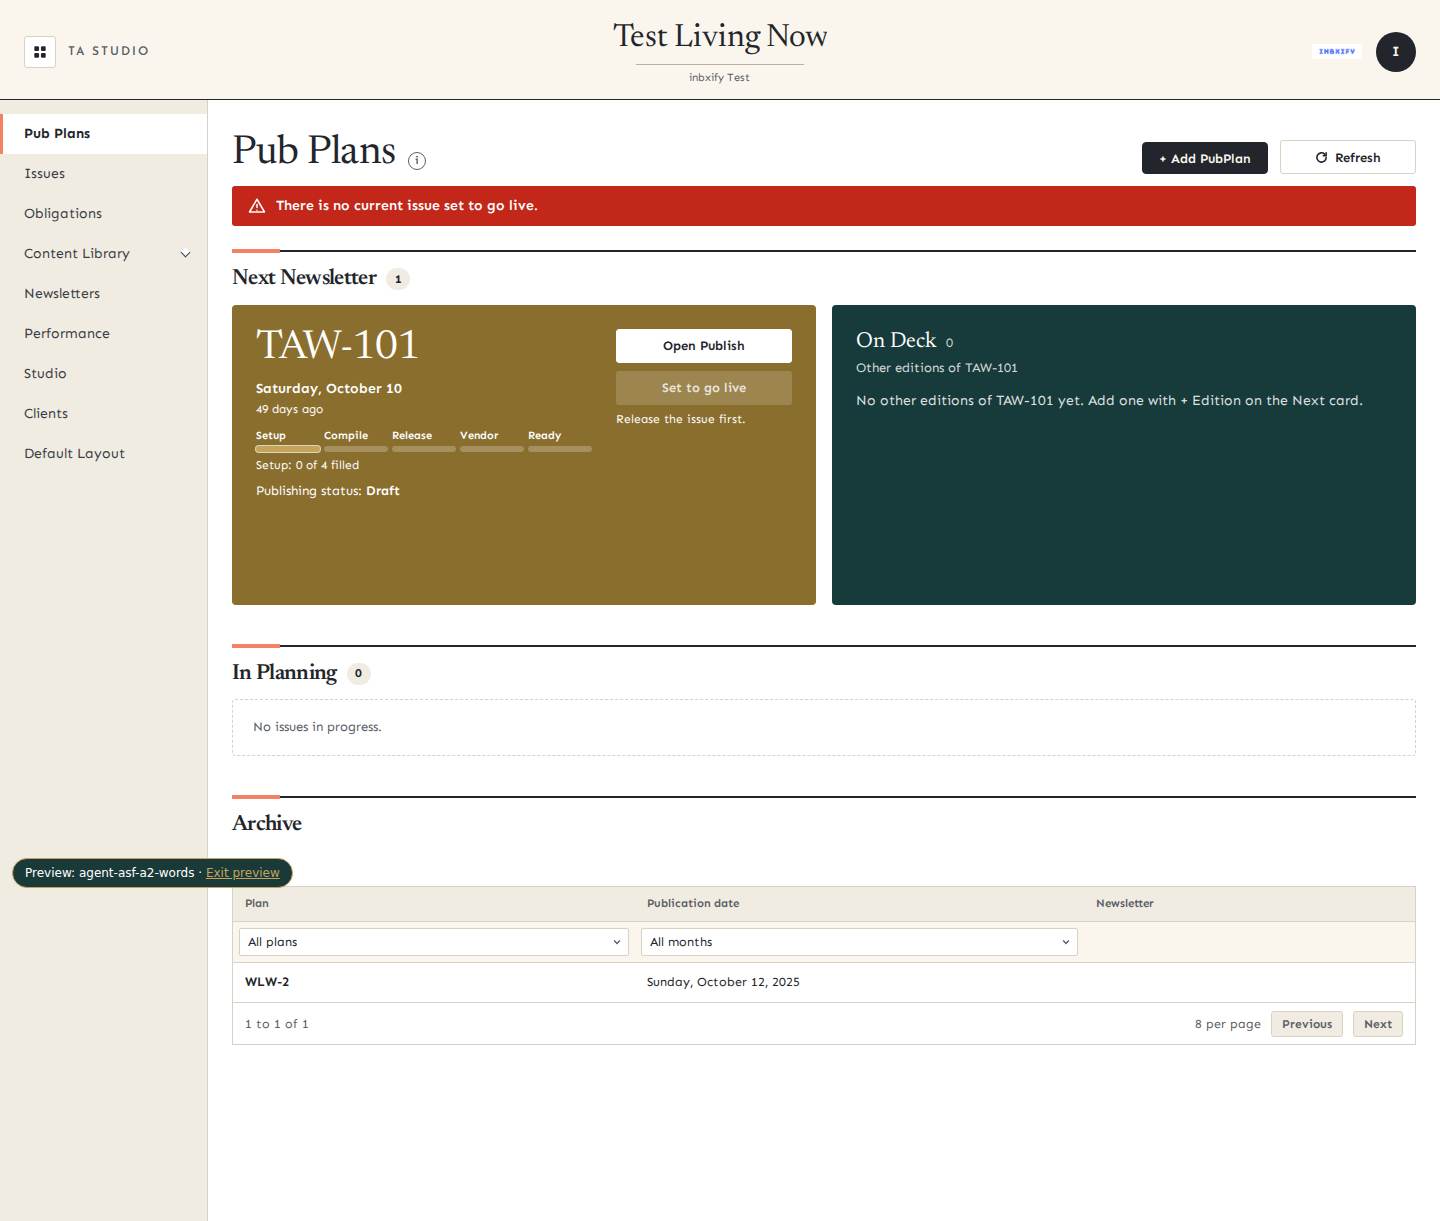 TA STUDIO
Test Living Now
inbxify Test
INBXIFY
I
Pub Plans
Issues
Obligations
Content Library
Newsletters
Performance
Studio
Clients
Default Layout
Pub Plans
i
+ Add PubPlan
Refresh
There is no current issue set to go live.
Next Newsletter 1
TAW-101
Saturday, October 10
49 days ago
Setup Compile Release Vendor Ready
Setup: 0 of 4 filled
Publishing status: Draft
Open Publish
Set to go live
Release the issue first.
On Deck 0
Other editions of TAW-101
No other editions of TAW-101 yet. Add one with + Edition on the Next card.
In Planning 0
No issues in progress.
Archive
Preview: agent-asf-a2-words · Exit preview
Plan Publication date Newsletter
All plans All months
WLW-2 Sunday, October 12, 2025
1 to 1 of 1 8 per page Previous Next